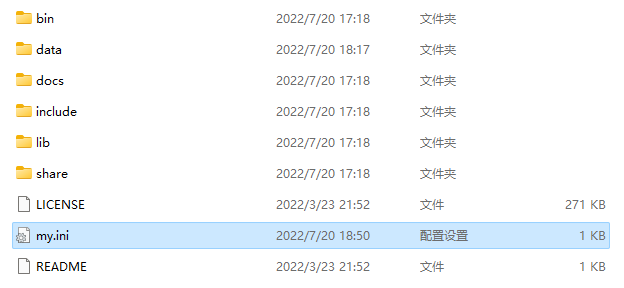 bin 2022/7/20 17:18 文件夹
data 2022/7/20 18:17 文件夹
docs 2022/7/20 17:18 文件夹
include 2022/7/20 17:18 文件夹
lib 2022/7/20 17:18 文件夹
share 2022/7/20 17:18 文件夹
LICENSE 2022/3/23 21:52 文件 271 KB
my.ini 2022/7/20 18:50 配置设置 1 KB
README 2022/3/23 21:52 文件 1 KB